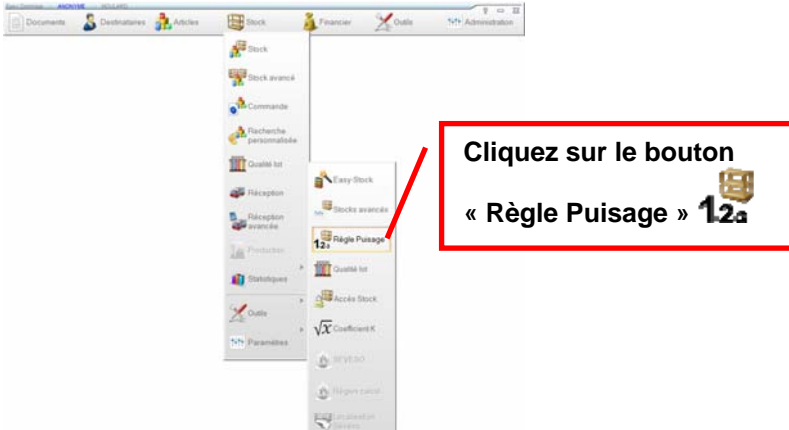 ANONYME
Documents
Destinataires
Articles
Stock
Financier
Outils
Administration
Stock
Stock avancé
Commande
Recherche
personnalisée
Qualité lot
Réception
Réception
avancée
Production
Statistiques
Outils
Paramètres
Easy-Stock
Stocks avancés
Règle Puisage
Qualité lot
Accès Stock
√x Coefficient K
SEVESO
Cliquez sur le bouton
« Règle Puisage »